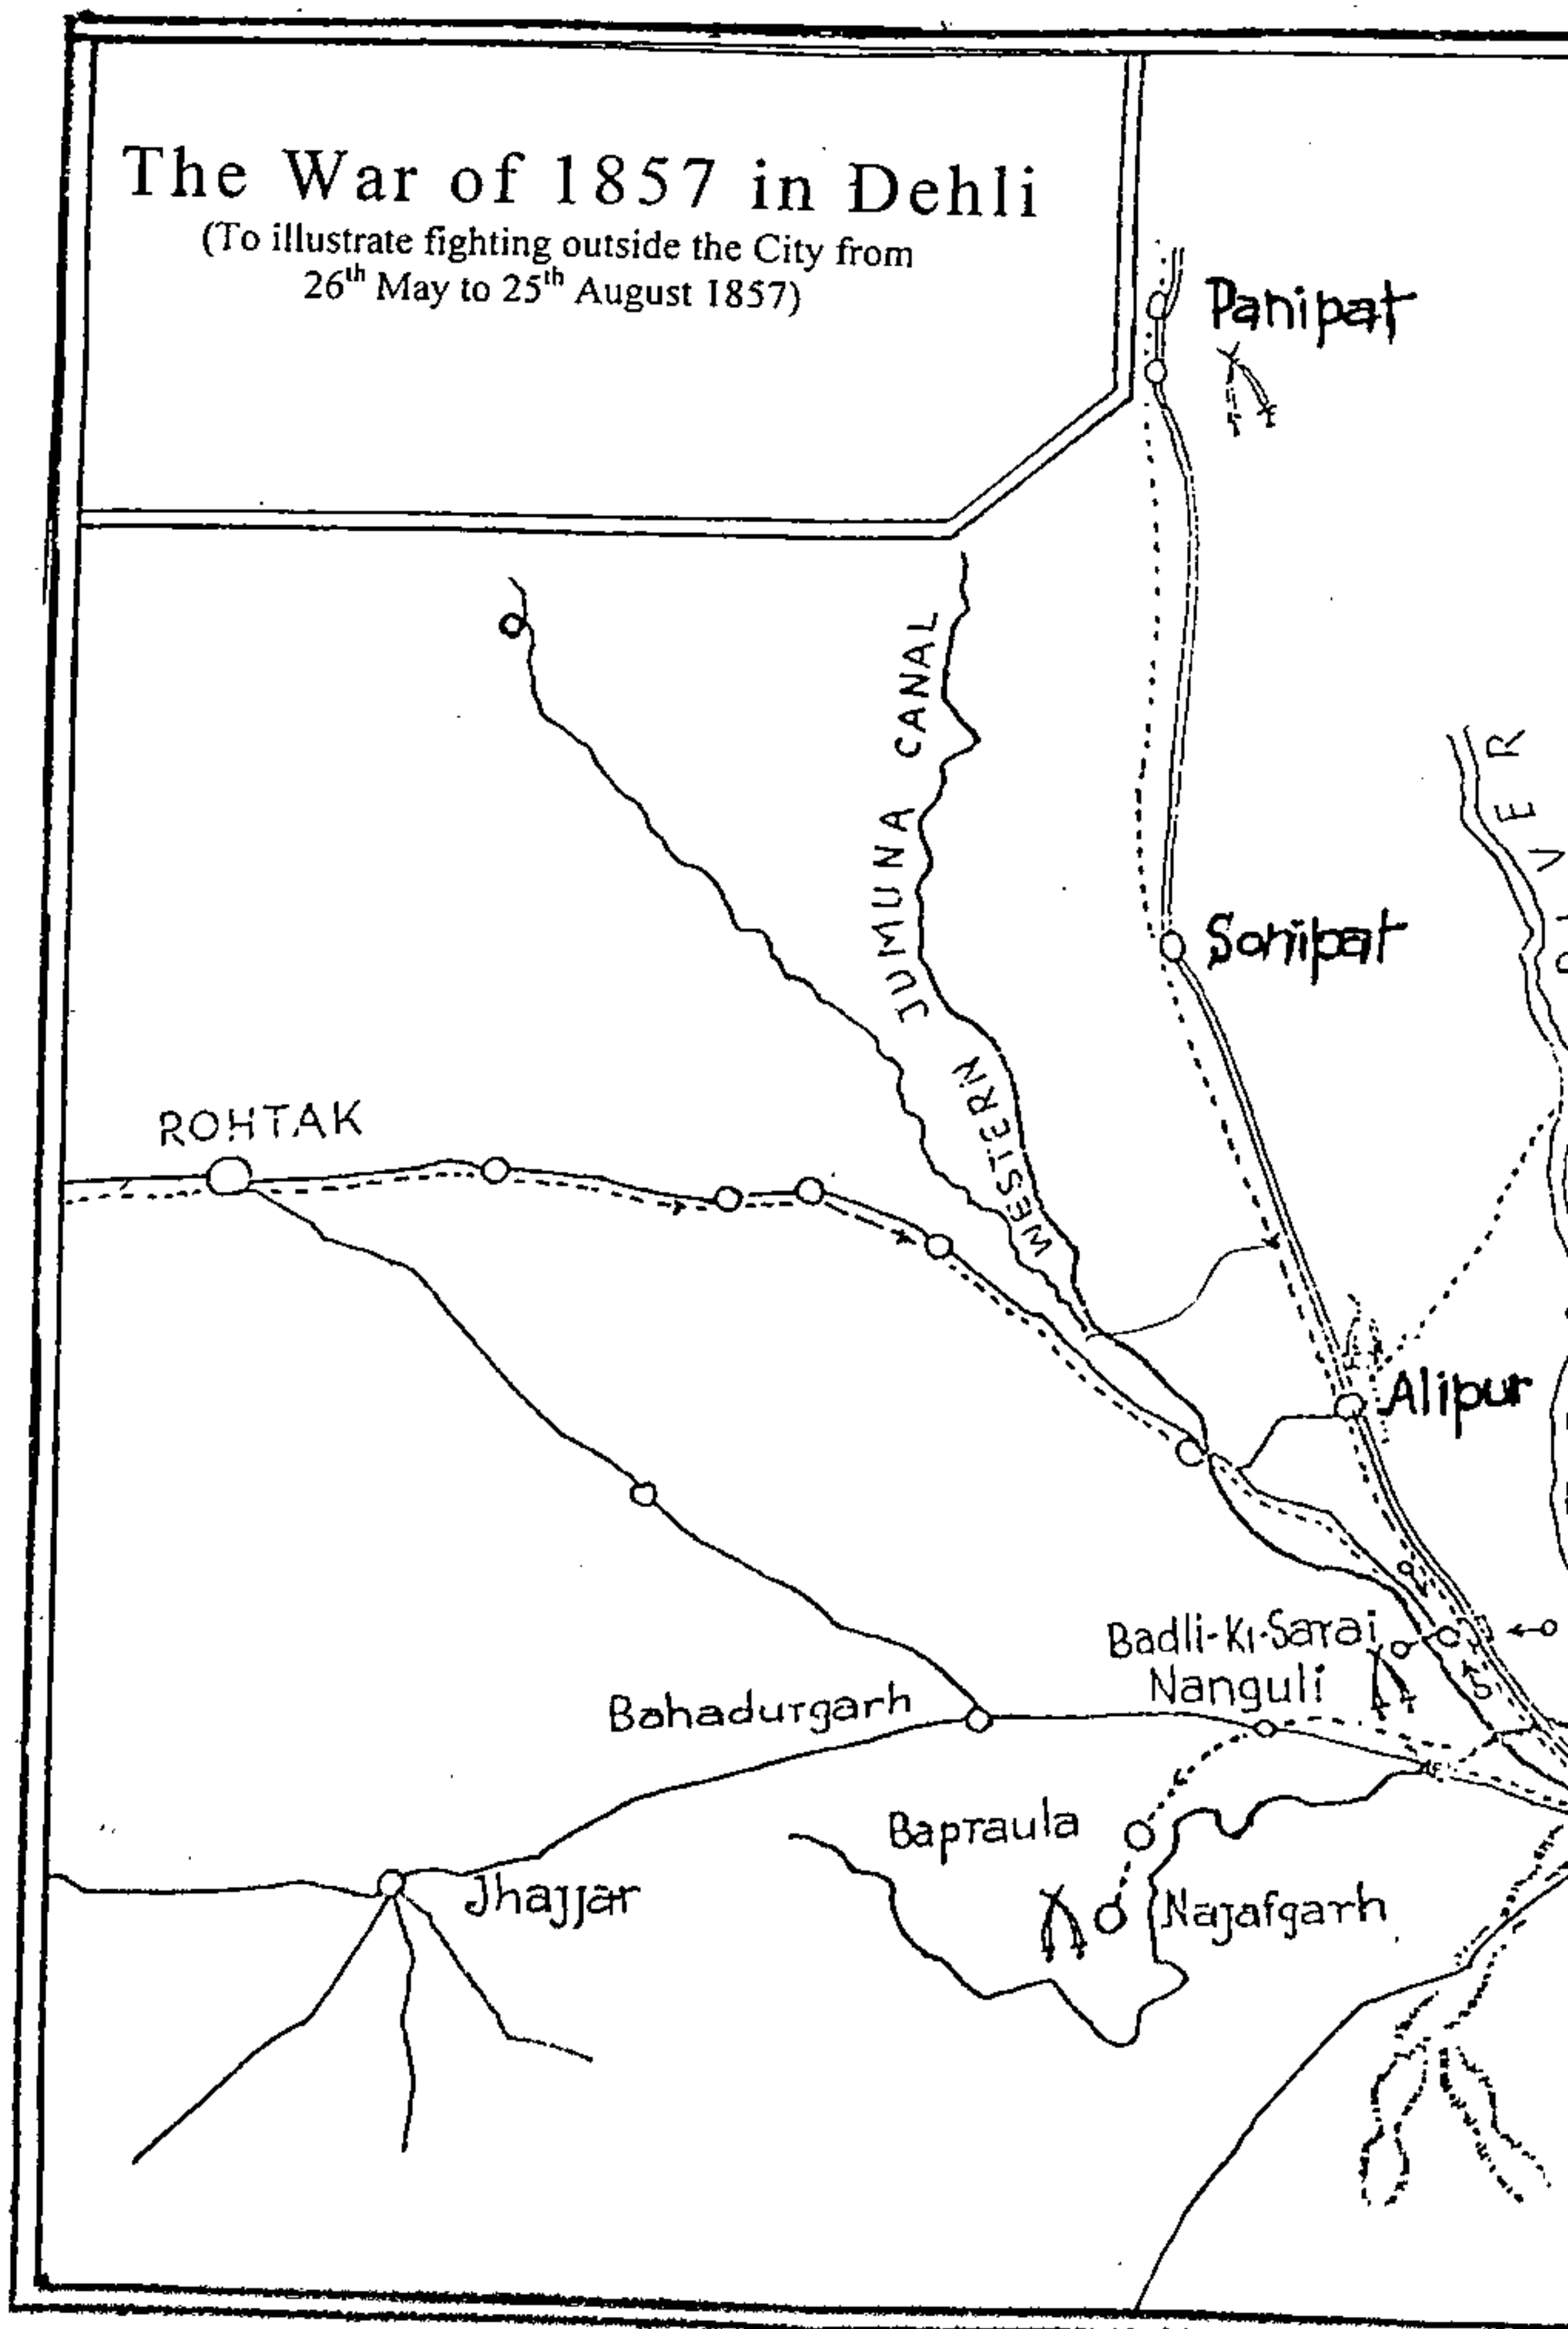 The War of 1857 in Dehli
(To illustrate fighting outside the City from
26th May to 25th August 1857)
Panipat
WESTERN JUMUNA CANAL
Sonipat
ROHTAK
Alipur
Badli-Ki-Sarai
Nanguli
Bahadurgarh
Bapraula
Jhajjar
Najafgarh